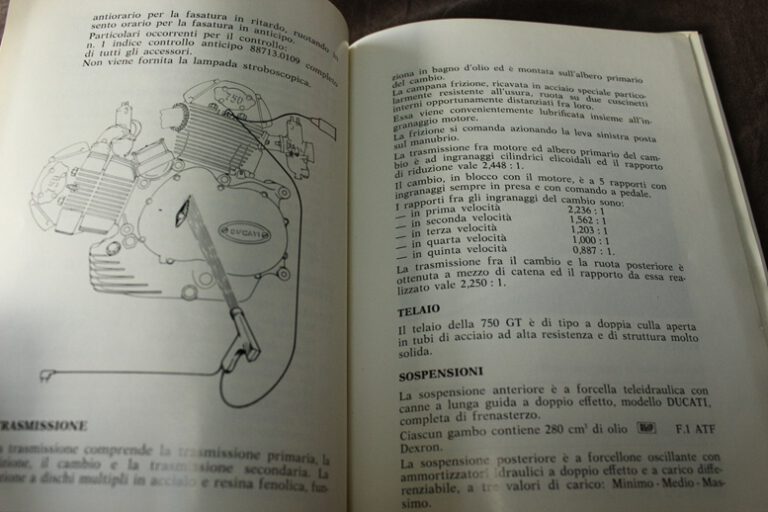 antiorario per la fasatura in ritardo, ruotando in
sento orario per la fasatura in anticipo.
Particolari occorrenti per il controllo:
n. 1 indice controllo anticipo 88713.0109 completo
di tutti gli accessori.
Non viene fornita la lampada stroboscopica.
750
750
DUCATI
TRASMISSIONE
trasmissione comprende la trasmissione primaria, la
zione, il cambio e la trasmissione secondaria. La
zione a dischi multipli in acciaio e resina fenolica, fun-
ziona in bagno d'olio ed è montata sull'albero primario
del cambio.
La campana frizione, ricavata in acciaio speciale partico-
larmente resistente all'usura, ruota su due cuscinetti
interni opportunamente distanziati fra loro.
Essa viene convenientemente lubrificata insieme all'in-
granaggio motore.
La frizione si comanda azionando la leva sinistra posta
sul manubrio.
La trasmissione fra motore ed albero primario del cam-
bio è ad ingranaggi cilindrici elicoidali ed il rapporto
di riduzione vale 2,448 : 1.
Il cambio, in blocco con il motore, è a 5 rapporti con
ingranaggi sempre in presa e con comando a pedale.
I rapporti fra gli ingranaggi del cambio sono:
— in prima velocità 2,236 : 1
— in seconda velocità 1,562 : 1
— in terza velocità 1,203 : 1
— in quarta velocità 1,000 : 1
— in quinta velocità 0,887 : 1.
La trasmissione fra il cambio e la ruota posteriore è
ottenuta a mezzo di catena ed il rapporto da essa rea-
lizzato vale 2,250 : 1.
TELAIO
Il telaio della 750 GT è di tipo a doppia culla aperta
in tubi di acciaio ad alta resistenza e di struttura molto
solida.
SOSPENSIONI
La sospensione anteriore è a forcella teleidraulica con
canne a lunga guida a doppio effetto, modello DUCATI,
completa di frenasterzo.
Ciascun gambo contiene 280 cm³ di olio F.1 ATF
Dexron.
La sospensione posteriore è a forcellone oscillante con
ammortizzatori idraulici a doppio effetto e a carico diffe-
renziabile, a tre valori di carico: Minimo - Medio - Mas-
simo.